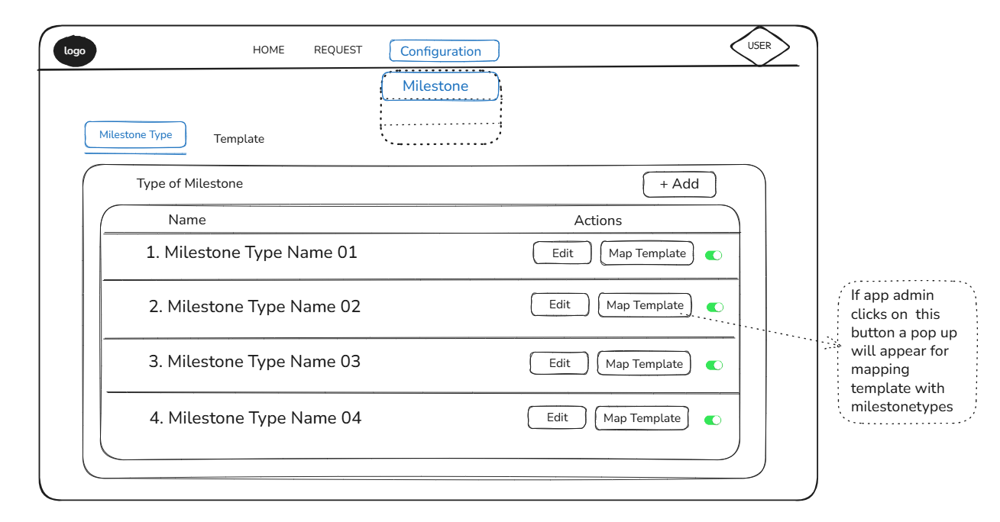 logo
HOME
REQUEST
Configuration
USER
Milestone
Milestone Type
Template
Type of Milestone
+ Add
Name
Actions
1. Milestone Type Name 01
Edit
Map Template
2. Milestone Type Name 02
Edit
Map Template
3. Milestone Type Name 03
Edit
Map Template
4. Milestone Type Name 04
Edit
Map Template
If app admin
clicks on  this
button a pop up
will appear for
mapping
template with
milestonetypes